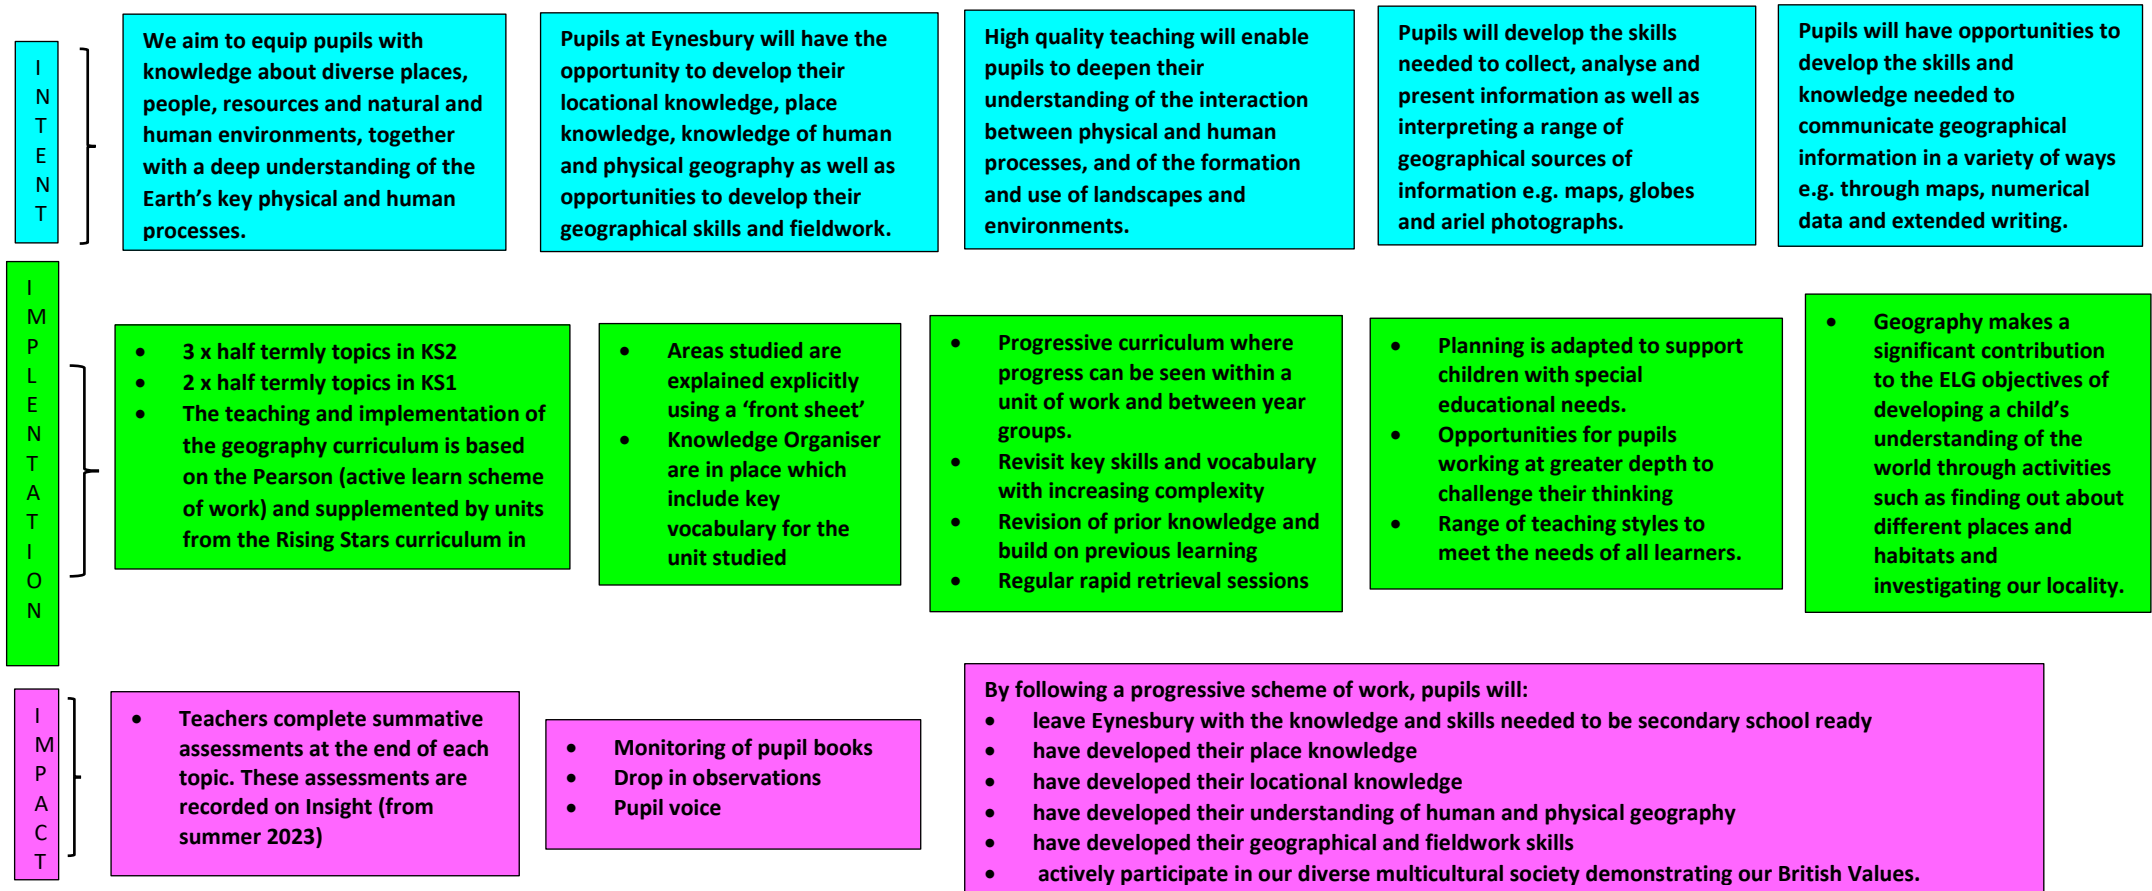 INTENT
We aim to equip pupils with
knowledge about diverse places,
people, resources and natural and
human environments, together
with a deep understanding of the
Earth’s key physical and human
processes.
Pupils at Eynesbury will have the
opportunity to develop their
locational knowledge, place
knowledge, knowledge of human
and physical geography as well as
opportunities to develop their
geographical skills and fieldwork.
High quality teaching will enable
pupils to deepen their
understanding of the interaction
between physical and human
processes, and of the formation
and use of landscapes and
environments.
Pupils will develop the skills
needed to collect, analyse and
present information as well as
interpreting a range of
geographical sources of
information e.g. maps, globes
and ariel photographs.
Pupils will have opportunities to
develop the skills and
knowledge needed to
communicate geographical
information in a variety of ways
e.g. through maps, numerical
data and extended writing.
IMPLENTATION
• 3 x half termly topics in KS2
• 2 x half termly topics in KS1
• The teaching and implementation of
the geography curriculum is based
on the Pearson (active learn scheme
of work) and supplemented by units
from the Rising Stars curriculum in
• Areas studied are
explained explicitly
using a ‘front sheet’
• Knowledge Organiser
are in place which
include key
vocabulary for the
unit studied
• Progressive curriculum where
progress can be seen within a
unit of work and between year
groups.
• Revisit key skills and vocabulary
with increasing complexity
• Revision of prior knowledge and
build on previous learning
• Regular rapid retrieval sessions
• Planning is adapted to support
children with special
educational needs.
• Opportunities for pupils
working at greater depth to
challenge their thinking
• Range of teaching styles to
meet the needs of all learners.
• Geography makes a
significant contribution
to the ELG objectives of
developing a child’s
understanding of the
world through activities
such as finding out about
different places and
habitats and
investigating our locality.
IMPACT
• Teachers complete summative
assessments at the end of each
topic. These assessments are
recorded on Insight (from
summer 2023)
• Monitoring of pupil books
• Drop in observations
• Pupil voice
By following a progressive scheme of work, pupils will:
• leave Eynesbury with the knowledge and skills needed to be secondary school ready
• have developed their place knowledge
• have developed their locational knowledge
• have developed their understanding of human and physical geography
• have developed their geographical and fieldwork skills
• actively participate in our diverse multicultural society demonstrating our British Values.